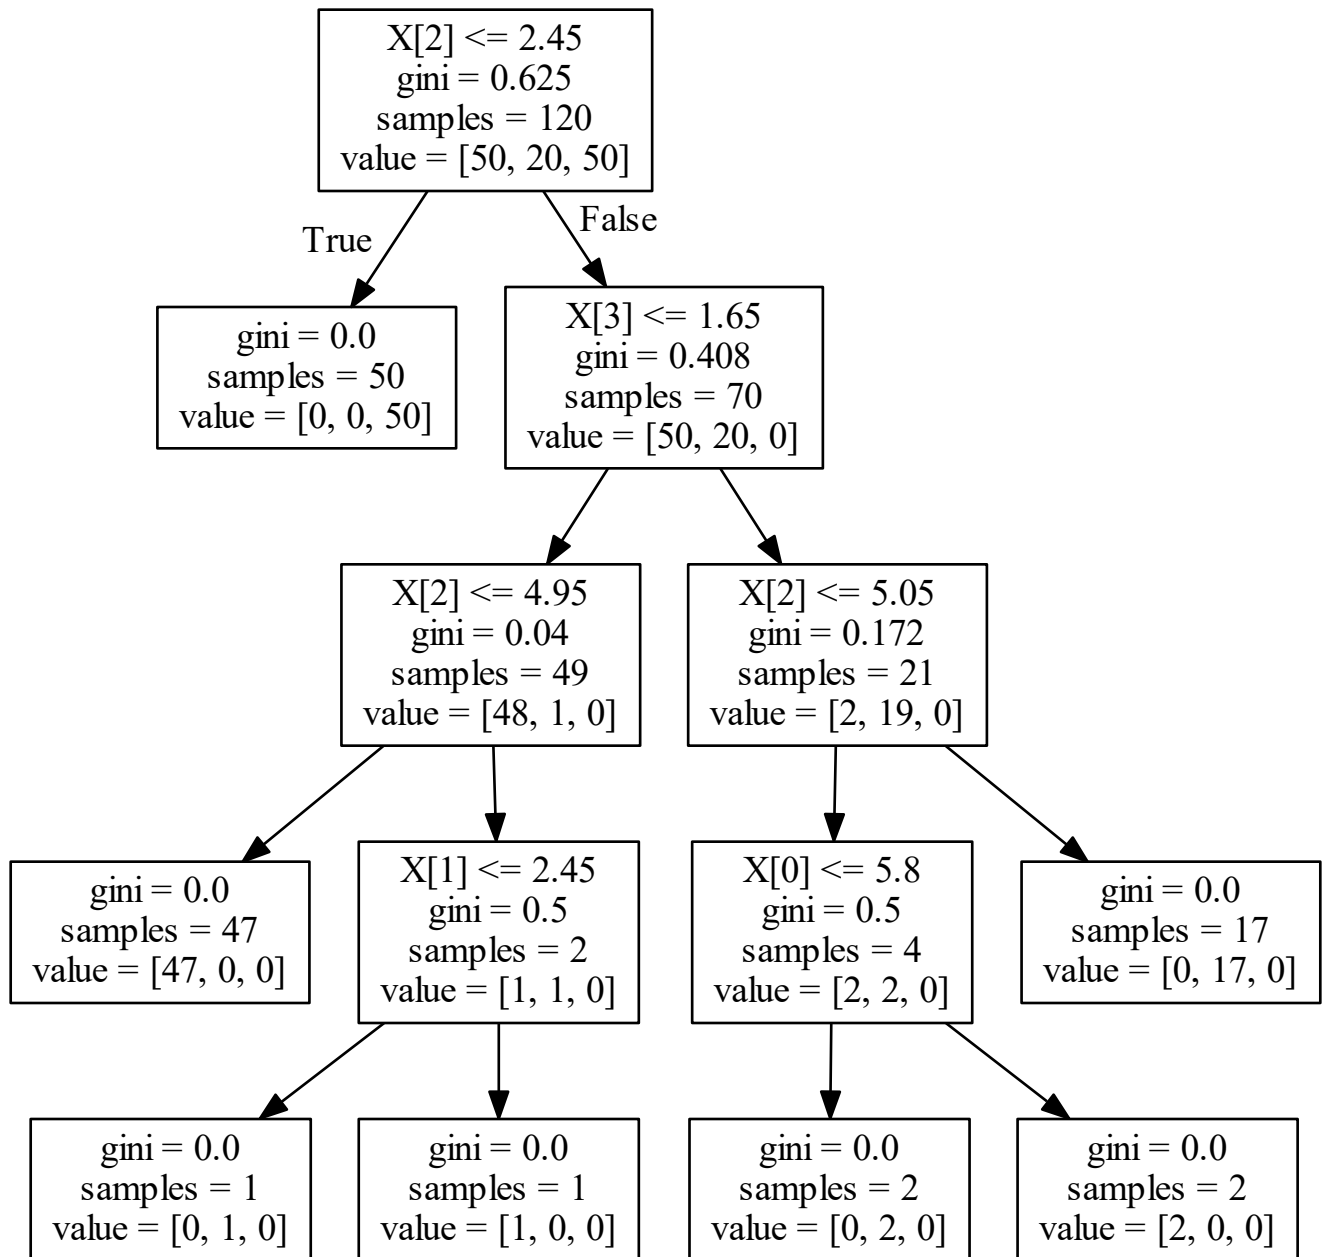 X[2] <= 2.45
gini = 0.625
samples = 120
value = [50, 20, 50]
True
False
gini = 0.0
samples = 50
value = [0, 0, 50]
X[3] <= 1.65
gini = 0.408
samples = 70
value = [50, 20, 0]
X[2] <= 4.95
gini = 0.04
samples = 49
value = [48, 1, 0]
X[2] <= 5.05
gini = 0.172
samples = 21
value = [2, 19, 0]
gini = 0.0
samples = 47
value = [47, 0, 0]
X[1] <= 2.45
gini = 0.5
samples = 2
value = [1, 1, 0]
X[0] <= 5.8
gini = 0.5
samples = 4
value = [2, 2, 0]
gini = 0.0
samples = 17
value = [0, 17, 0]
gini = 0.0
samples = 1
value = [0, 1, 0]
gini = 0.0
samples = 1
value = [1, 0, 0]
gini = 0.0
samples = 2
value = [0, 2, 0]
gini = 0.0
samples = 2
value = [2, 0, 0]